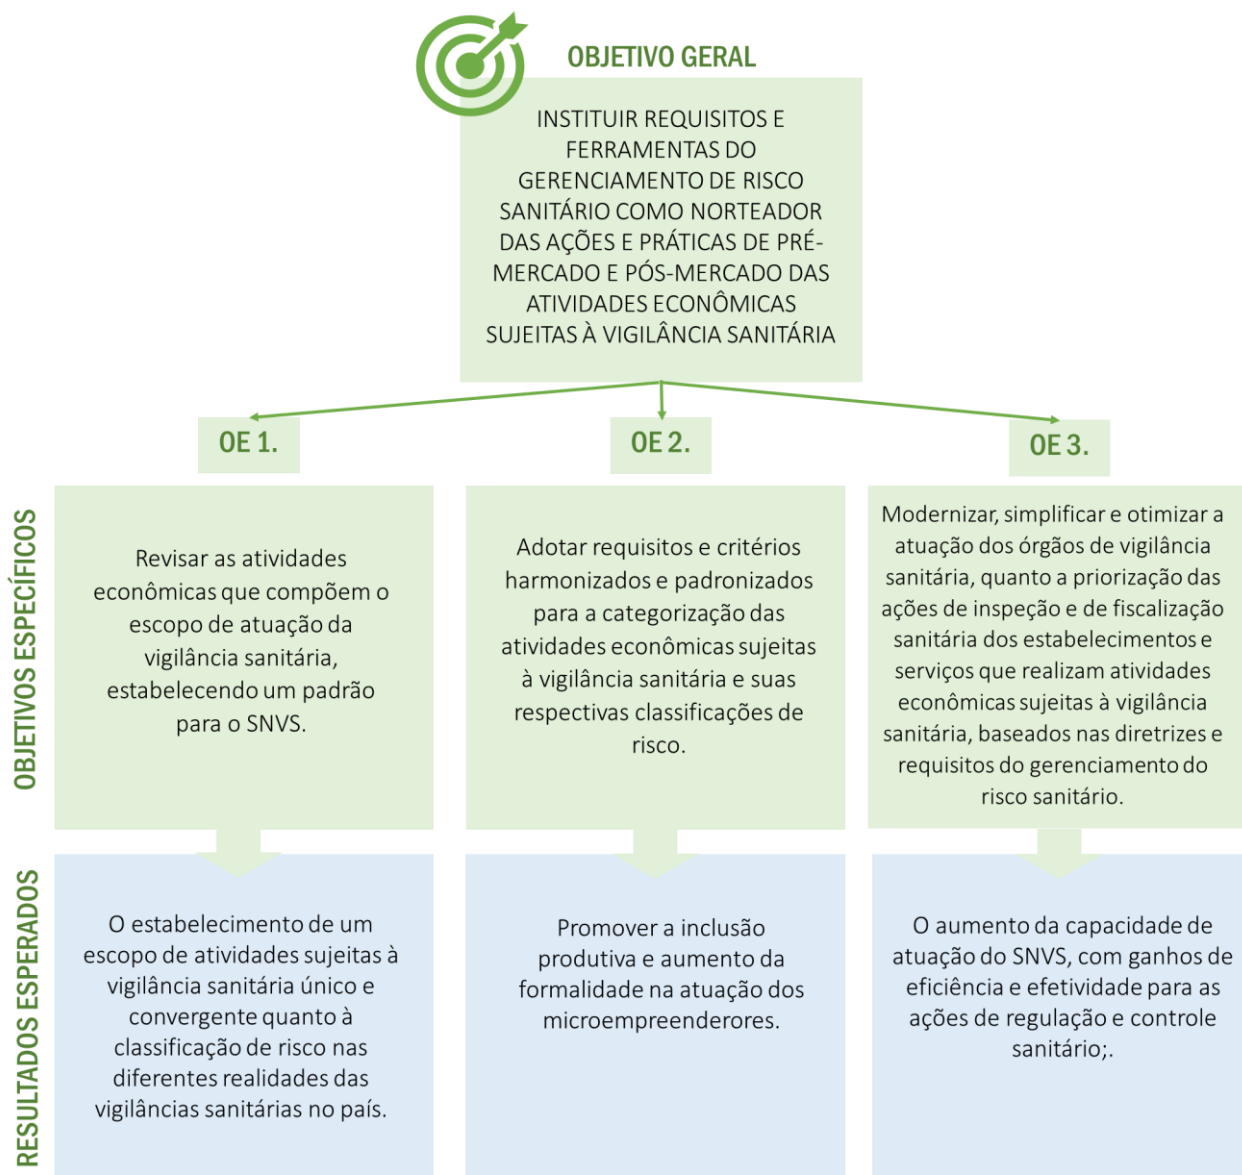 OBJETIVO GERAL
INSTITUIR REQUISITOS E
FERRAMENTAS DO
GERENCIAMENTO DE RISCO
SANITÁRIO COMO NORTEADOR
DAS AÇÕES E PRÁTICAS DE PRÉ-
MERCADO E PÓS-MERCADO DAS
ATIVIDADES ECONÔMICAS
SUJEITAS À VIGILÂNCIA SANITÁRIA
OE 1.
OE 2.
OE 3.
OBJETIVOS ESPECÍFICOS
Revisar as atividades
econômicas que compõem o
escopo de atuação da
vigilância sanitária,
estabelecendo um padrão
para o SNVS.
Adotar requisitos e critérios
harmonizados e padronizados
para a categorização das
atividades econômicas sujeitas
à vigilância sanitária e suas
respectivas classificações de
risco.
Modernizar, simplificar e otimizar a
atuação dos órgãos de vigilância
sanitária, quanto a priorização das
ações de inspeção e de fiscalização
sanitária dos estabelecimentos e
serviços que realizam atividades
econômicas sujeitas à vigilância
sanitária, baseados nas diretrizes e
requisitos do gerenciamento do
risco sanitário.
RESULTADOS ESPERADOS
O estabelecimento de um
escopo de atividades sujeitas à
vigilância sanitária único e
convergente quanto à
classificação de risco nas
diferentes realidades das
vigilâncias sanitárias no país.
Promover a inclusão
produtiva e aumento da
formalidade na atuação dos
microempreenderores.
O aumento da capacidade de
atuação do SNVS, com ganhos de
eficiência e efetividade para as
ações de regulação e controle
sanitário;.